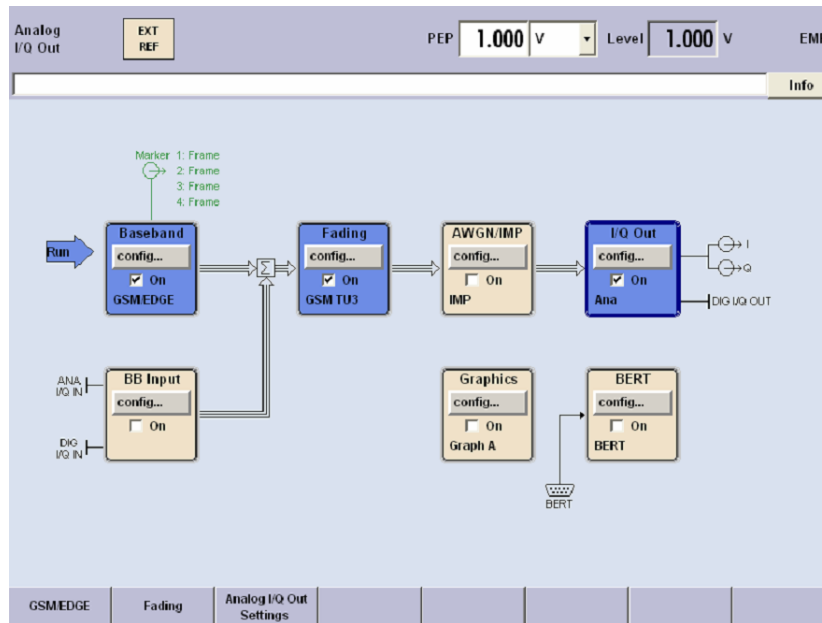 Analog
I/Q Out
EXT
REF
PEP 1.000 V Level 1.000 V
Info
Marker 1: Frame
2: Frame
3: Frame
4: Frame
Run
Baseband
config...
On
GSM/EDGE
Fading
config...
On
GSM TU3
AWGN/IMP
config...
On
IMP
I/Q Out
config...
On
Ana
I
Q
DIG I/Q OUT
ANA
I/Q IN
DIG
I/Q IN
BB Input
config...
On
Σ
Graphics
config...
On
Graph A
BERT
config...
On
BERT
BERT
GSM/EDGE
Fading
Analog I/Q Out
Settings